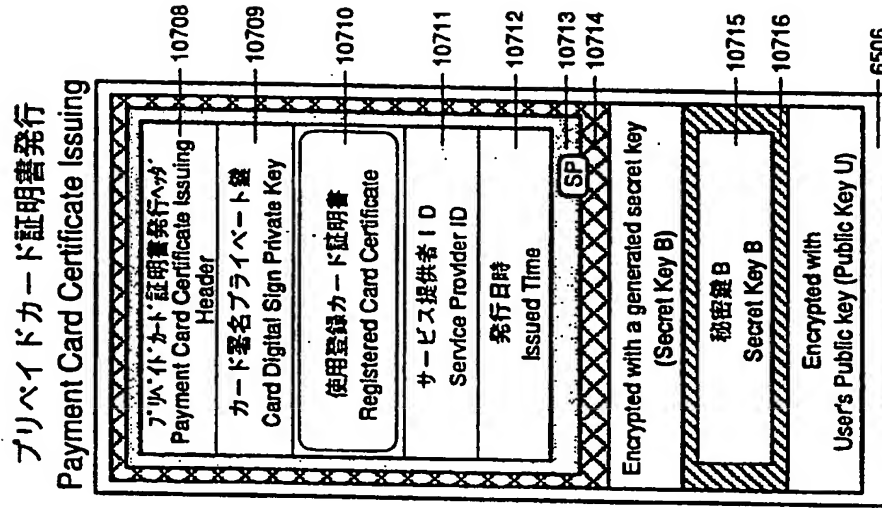 プリペイドカード証明書発行
Payment Card Certificate Issuing
プリペイドカード証明書発行ヘッダ
Payment Card Certificate Issuing
Header
10708
カード署名プライベート鍵
Card Digital Sign Private Key
10709
使用登録カード証明書
Registered Card Certificate
10710
サービス提供者ID
Service Provider ID
10711
発行日時
Issued Time
10712
SP
10713
10714
Encrypted with a generated secret key
(Secret Key B)
秘密鍵B
Secret Key B
10715
10716
Encrypted with
User's Public key (Public Key U)
6506